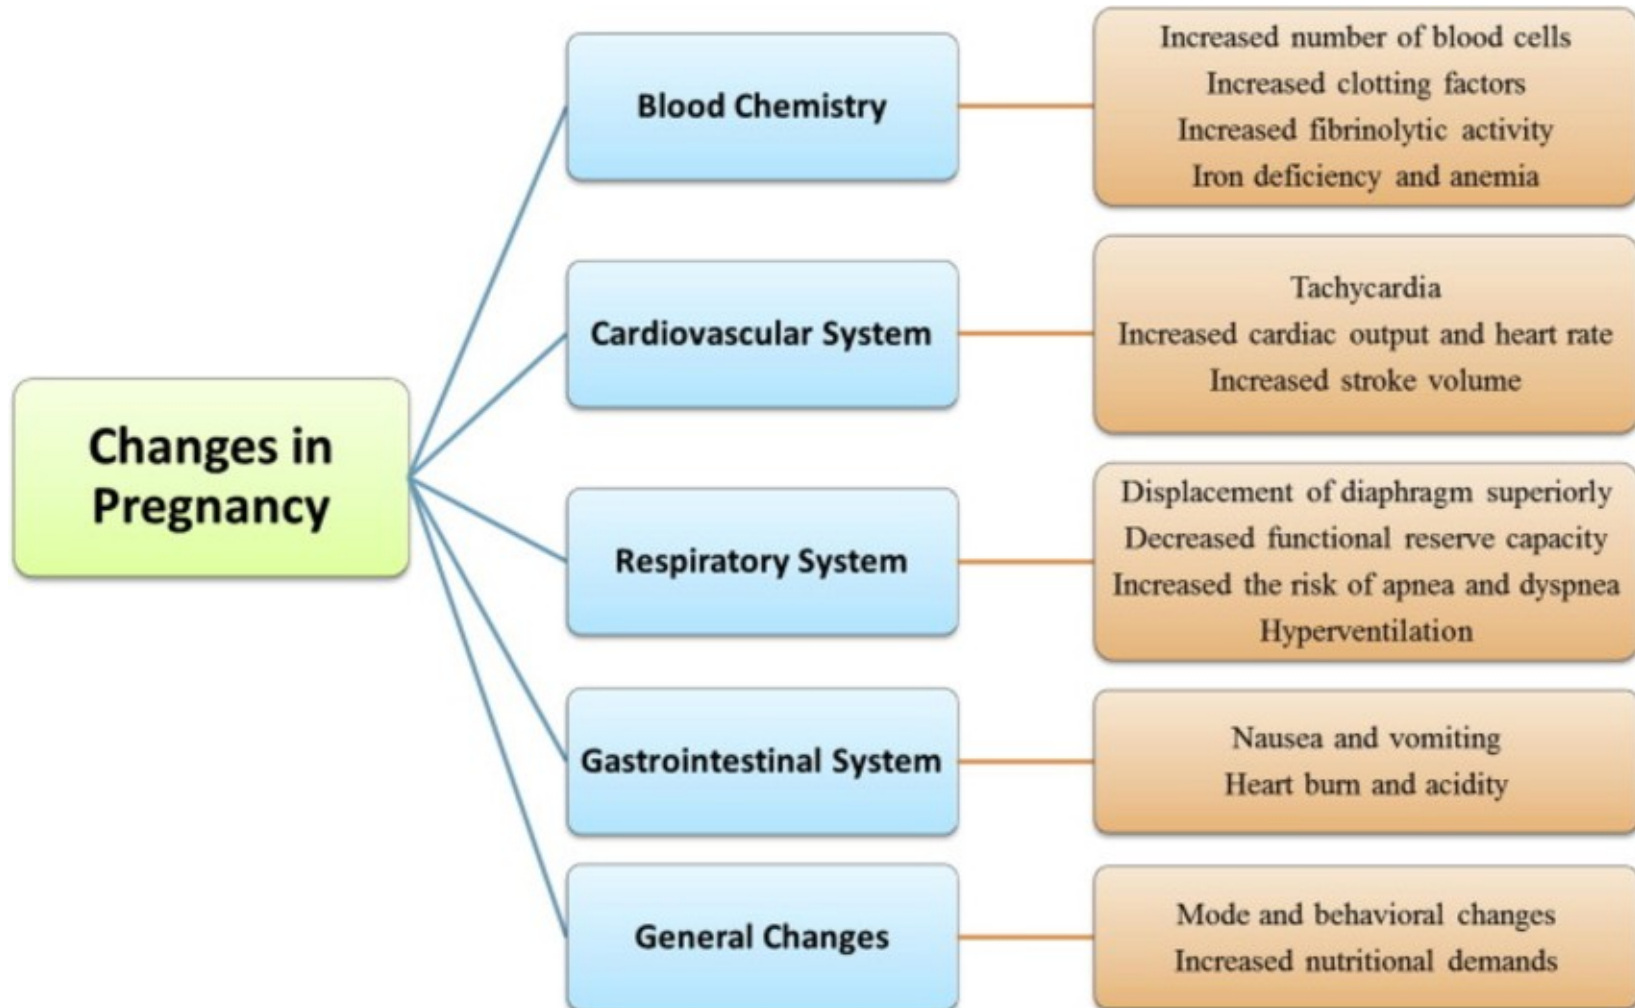 Changes in
Pregnancy
Blood Chemistry
Increased number of blood cells
Increased clotting factors
Increased fibrinolytic activity
Iron deficiency and anemia
Cardiovascular System
Tachycardia
Increased cardiac output and heart rate
Increased stroke volume
Respiratory System
Displacement of diaphragm superiorly
Decreased functional reserve capacity
Increased the risk of apnea and dyspnea
Hyperventilation
Gastrointestinal System
Nausea and vomiting
Heart burn and acidity
General Changes
Mode and behavioral changes
Increased nutritional demands